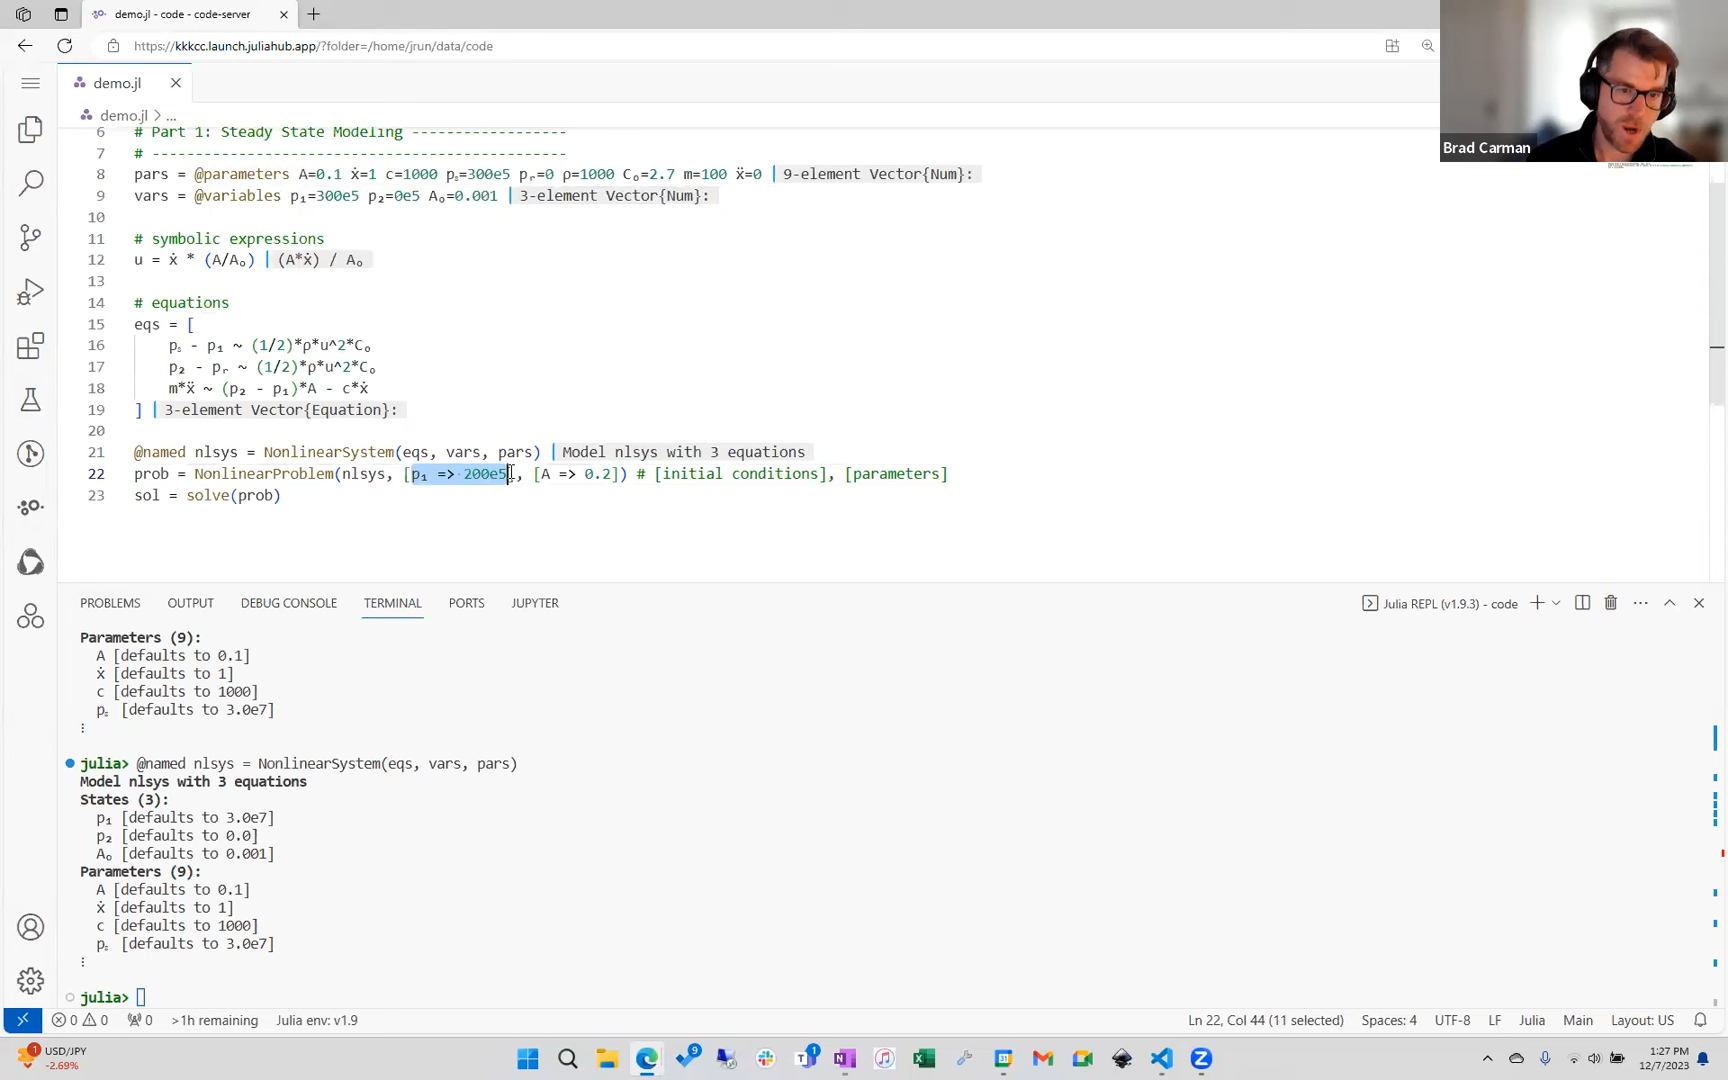 demo.jl - code - code-server
https://kkkcc.launch.juliahub.app/?folder=/home/jrun/data/code
demo.jl
demo.jl > ...
6 # Part 1: Steady State Modeling ------------------
7 # ------------------------------------------------
8 pars = @parameters A=0.1 ẋ=1 c=1000 pₛ=300e5 pᵣ=0 ρ=1000 Cₒ=2.7 m=100 ẍ=0 9-element Vector{Num}:
9 vars = @variables p₁=300e5 p₂=0e5 Aₒ=0.001 3-element Vector{Num}:
10
11 # symbolic expressions
12 u = ẋ * (A/Aₒ) (A*ẋ) / Aₒ
13
14 # equations
15 eqs = [
16 pₛ - p₁ ~ (1/2)*ρ*u^2*Cₒ
17 p₂ - pᵣ ~ (1/2)*ρ*u^2*Cₒ
18 m*ẍ ~ (p₂ - p₁)*A - c*ẋ
19 ] 3-element Vector{Equation}:
20
21 @named nlsys = NonlinearSystem(eqs, vars, pars) Model nlsys with 3 equations
22 prob = NonlinearProblem(nlsys, [p₁ => 200e5], [A => 0.2]) # [initial conditions], [parameters]
23 sol = solve(prob)
Brad Carman
PROBLEMS OUTPUT DEBUG CONSOLE TERMINAL PORTS JUPYTER
Julia REPL (v1.9.3) - code
Parameters (9):
A [defaults to 0.1]
ẋ [defaults to 1]
c [defaults to 1000]
pₛ [defaults to 3.0e7]
⋮
julia> @named nlsys = NonlinearSystem(eqs, vars, pars)
Model nlsys with 3 equations
States (3):
p₁ [defaults to 3.0e7]
p₂ [defaults to 0.0]
Aₒ [defaults to 0.001]
Parameters (9):
A [defaults to 0.1]
ẋ [defaults to 1]
c [defaults to 1000]
pₛ [defaults to 3.0e7]
⋮
julia>
0 0 0 >1h remaining Julia env: v1.9
Ln 22, Col 44 (11 selected) Spaces: 4 UTF-8 LF Julia Main Layout: US
1 USD/JPY
-2.69%
9
1
1:27 PM
12/7/2023